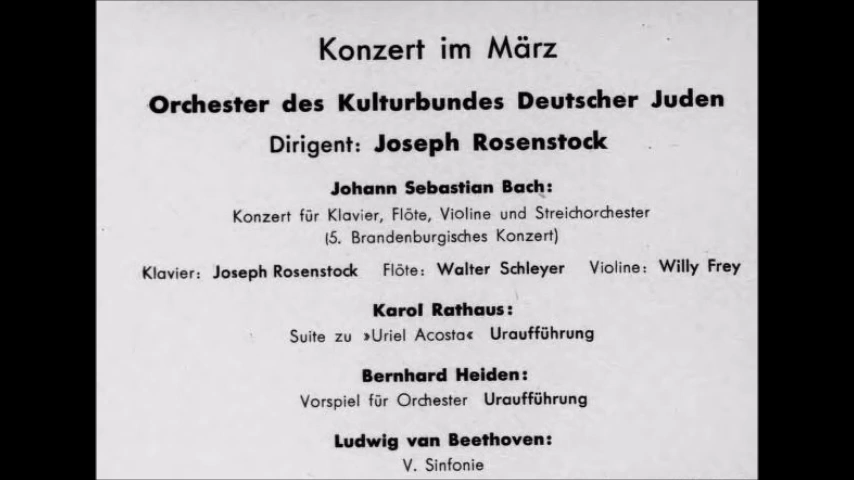 Konzert im März
Orchester des Kulturbundes Deutscher Juden
Dirigent: Joseph Rosenstock
Johann Sebastian Bach:
Konzert für Klavier, Flöte, Violine und Streichorchester
(5. Brandenburgisches Konzert)
Klavier: Joseph Rosenstock Flöte: Walter Schleyer Violine: Willy Frey
Karol Rathaus:
Suite zu »Uriel Acosta« Uraufführung
Bernhard Heiden:
Vorspiel für Orchester Uraufführung
Ludwig van Beethoven:
V. Sinfonie